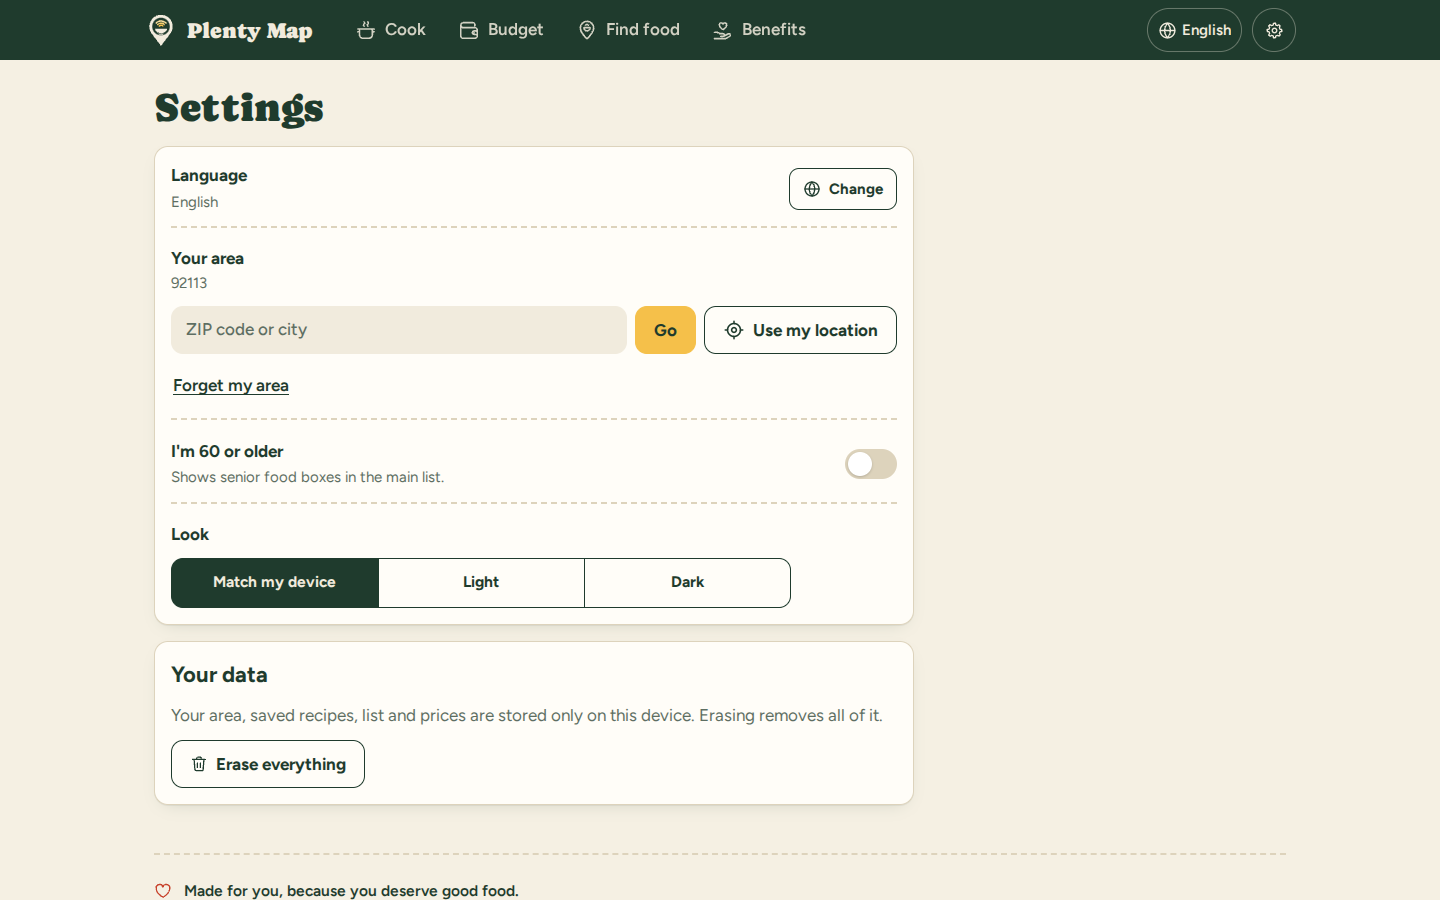 Plenty Map
Cook
Budget
Find food
Benefits
English
Settings
Language
English
Change
Your area
92113
ZIP code or city
Go
Use my location
Forget my area
I'm 60 or older
Shows senior food boxes in the main list.
Look
Match my device
Light
Dark
Your data
Your area, saved recipes, list and prices are stored only on this device. Erasing removes all of it.
Erase everything
Made for you, because you deserve good food.